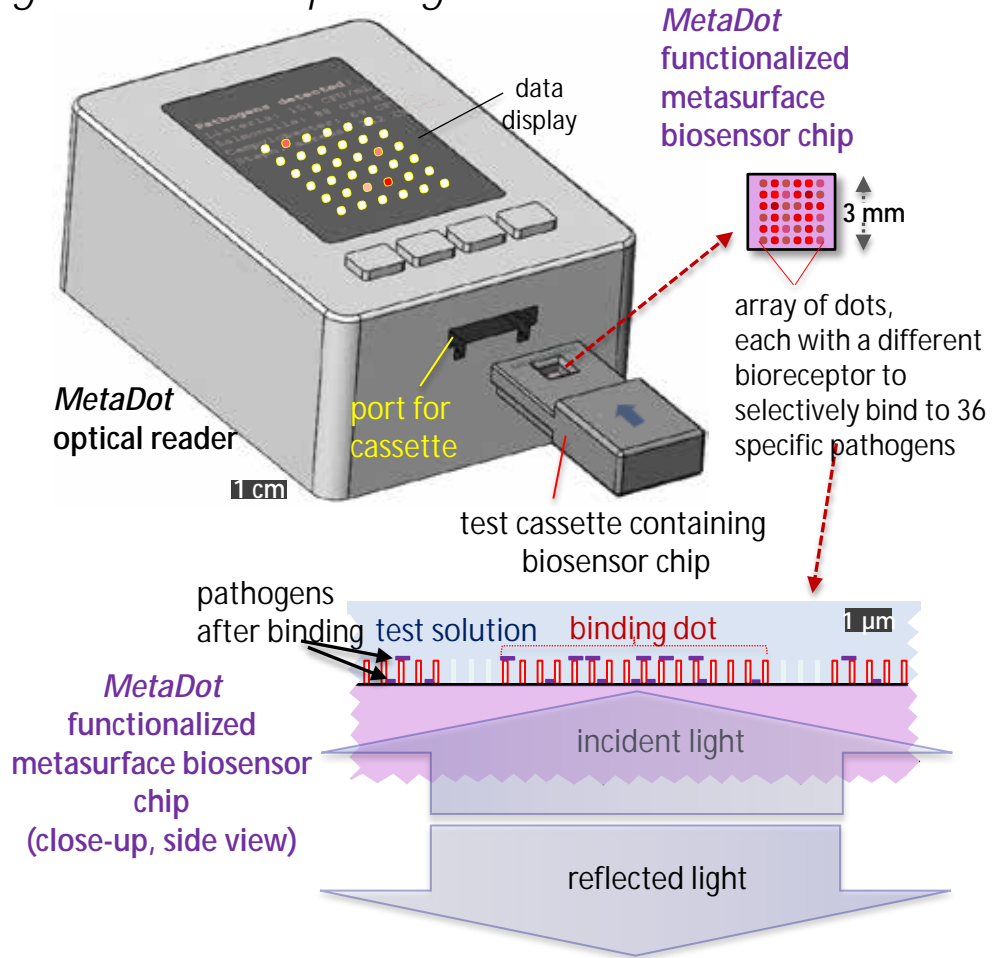 MetaDot
functionalized
metasurface
biosensor chip
data
display
Pathogens detected:
3 mm
array of dots,
each with a different
bioreceptor to
selectively bind to 36
specific pathogens
MetaDot
optical reader
port for
cassette
1 cm
test cassette containing
biosensor chip
pathogens
after binding
test solution
binding dot
1 µm
MetaDot
functionalized
metasurface biosensor
chip
(close-up, side view)
incident light
reflected light